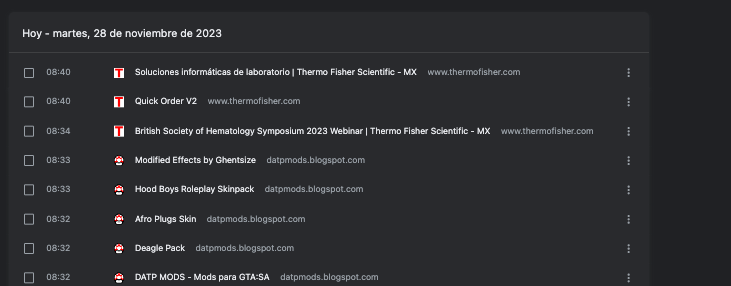 Hoy - martes, 28 de noviembre de 2023
08:40 Soluciones informáticas de laboratorio | Thermo Fisher Scientific - MX www.thermofisher.com
08:40 Quick Order V2 www.thermofisher.com
08:34 British Society of Hematology Symposium 2023 Webinar | Thermo Fisher Scientific - MX www.thermofisher.com
08:33 Modified Effects by Ghentsize datpmods.blogspot.com
08:33 Hood Boys Roleplay Skinpack datpmods.blogspot.com
08:32 Afro Plugs Skin datpmods.blogspot.com
08:32 Deagle Pack datpmods.blogspot.com
08:32 DATP MODS - Mods para GTA:SA datpmods.blogspot.com